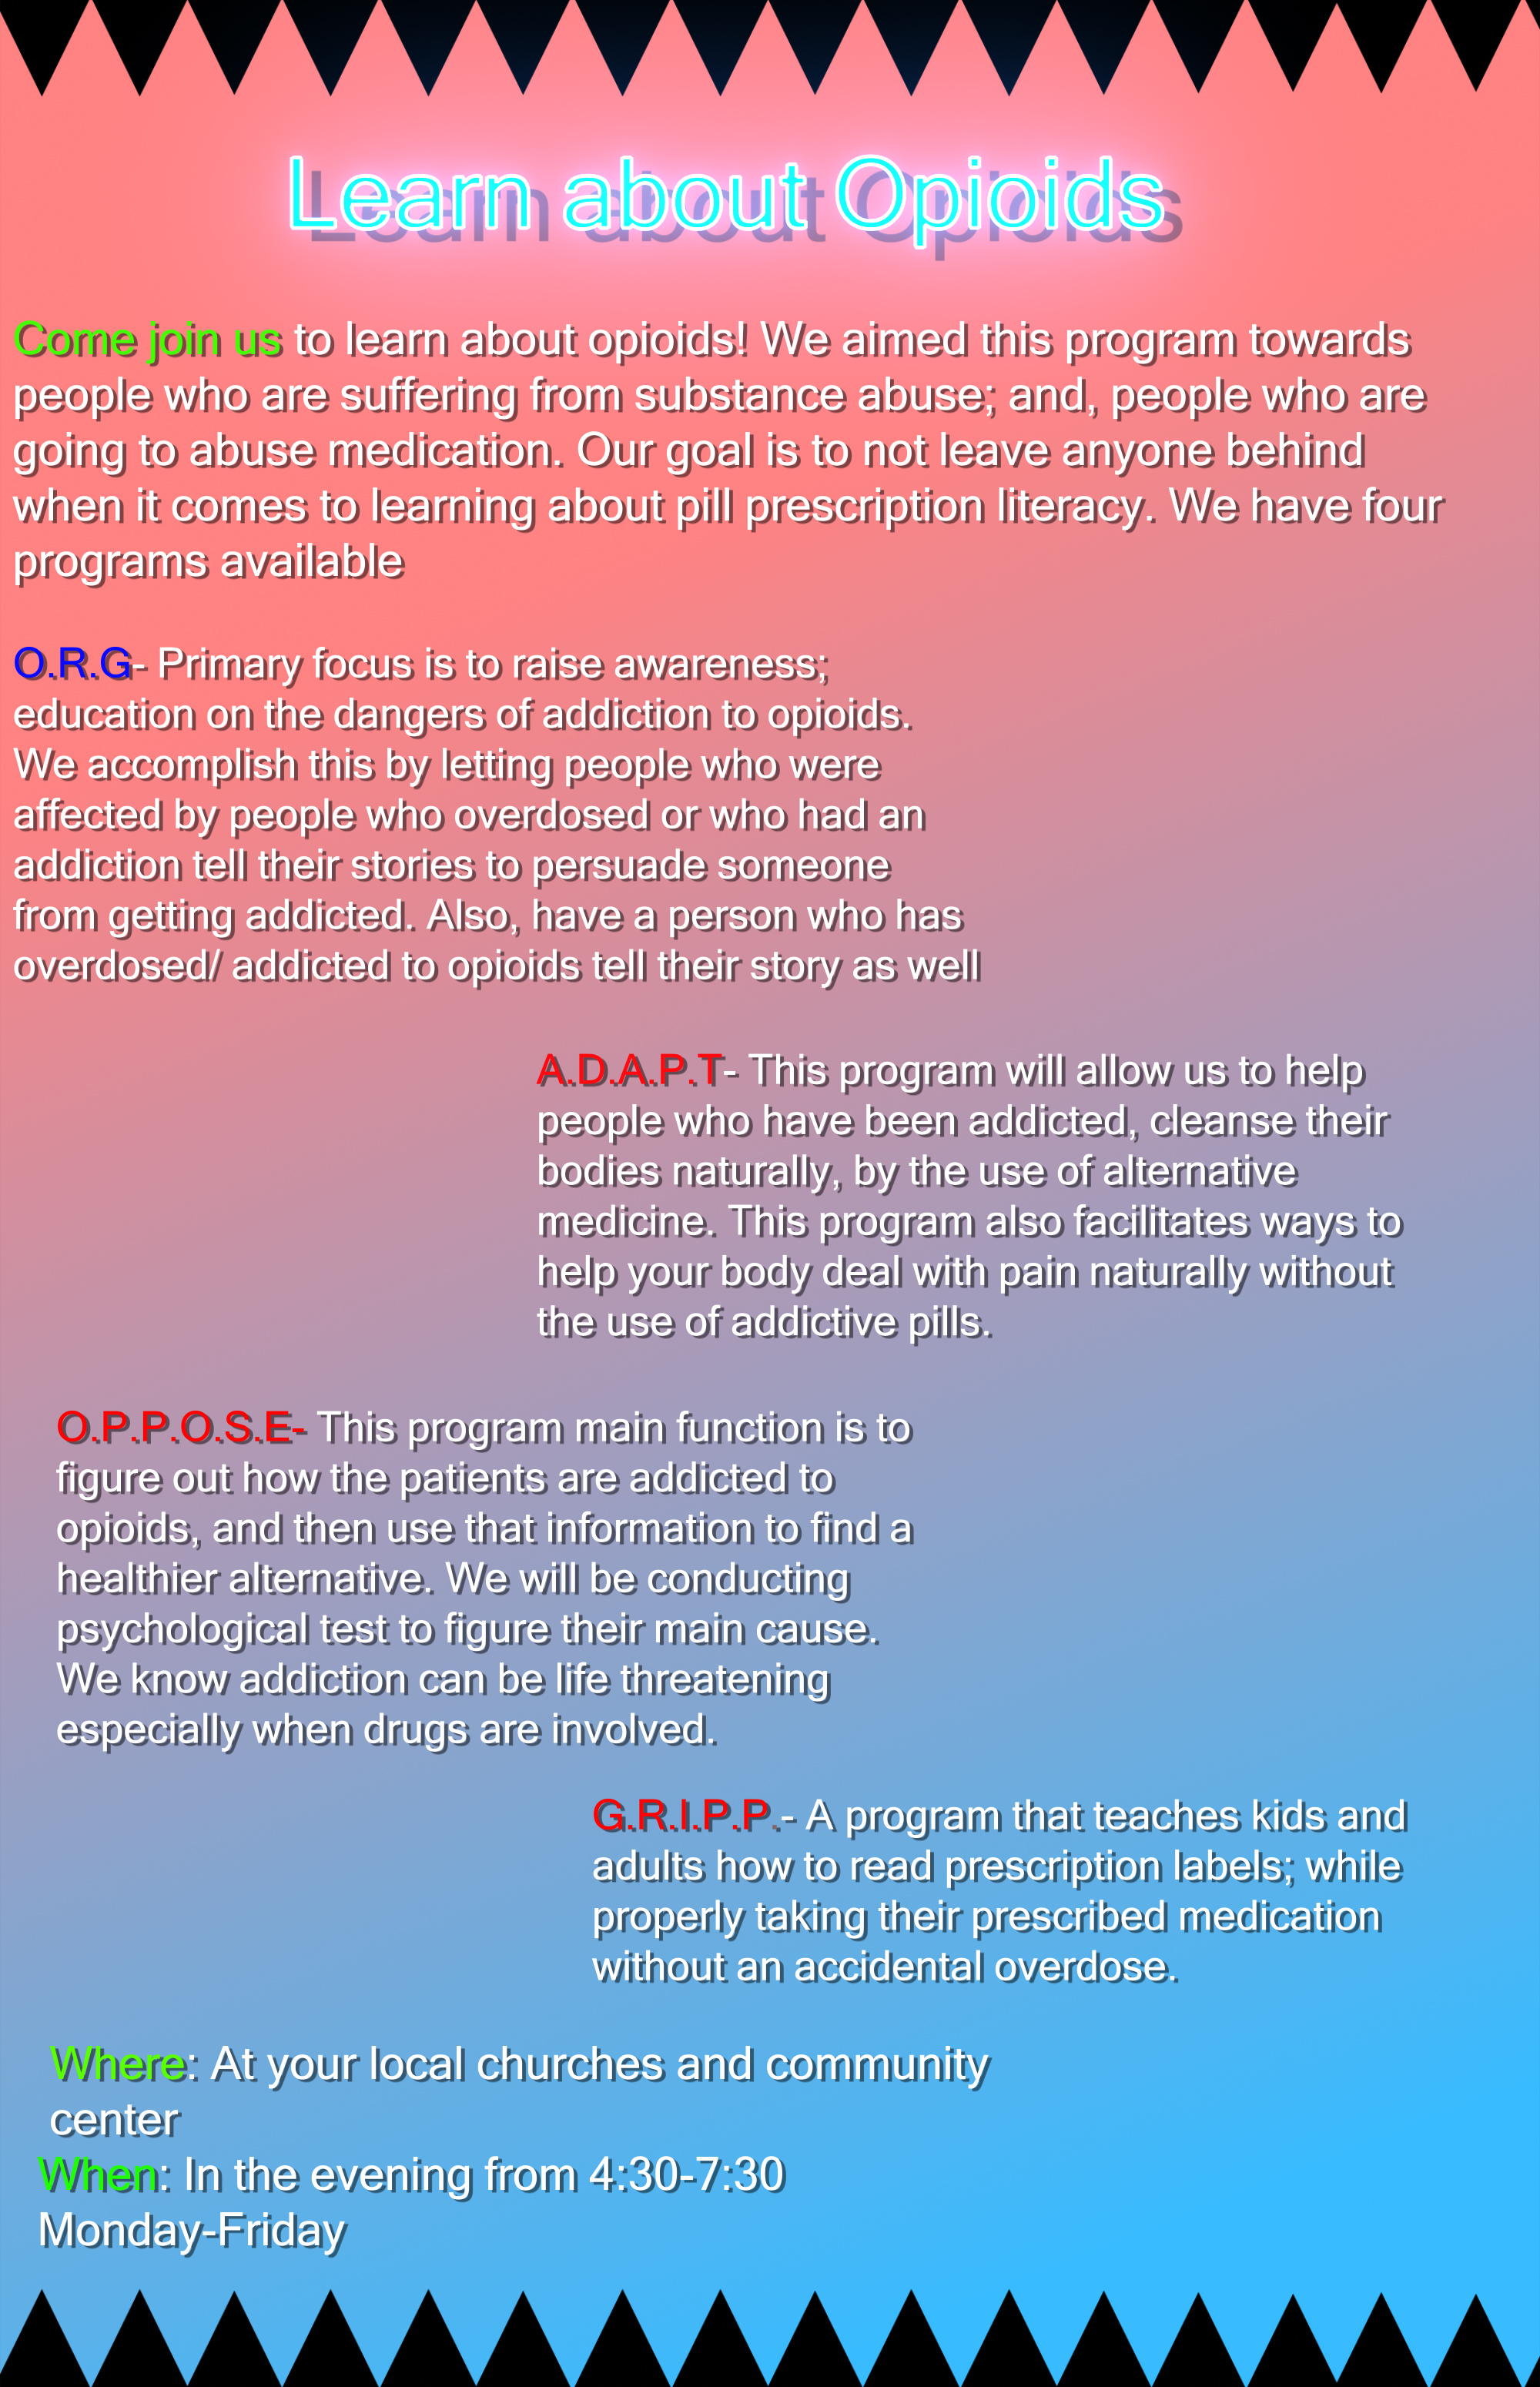 Learn about Opioids
Come join us to learn about opioids! We aimed this program towards
people who are suffering from substance abuse; and, people who are
going to abuse medication. Our goal is to not leave anyone behind
when it comes to learning about pill prescription literacy. We have four
programs available
O.R.G- Primary focus is to raise awareness;
education on the dangers of addiction to opioids.
We accomplish this by letting people who were
affected by people who overdosed or who had an
addiction tell their stories to persuade someone
from getting addicted. Also, have a person who has
overdosed/ addicted to opioids tell their story as well
A.D.A.P.T- This program will allow us to help
people who have been addicted, cleanse their
bodies naturally, by the use of alternative
medicine. This program also facilitates ways to
help your body deal with pain naturally without
the use of addictive pills.
O.P.P.O.S.E- This program main function is to
figure out how the patients are addicted to
opioids, and then use that information to find a
healthier alternative. We will be conducting
psychological test to figure their main cause.
We know addiction can be life threatening
especially when drugs are involved.
G.R.I.P.P.- A program that teaches kids and
adults how to read prescription labels; while
properly taking their prescribed medication
without an accidental overdose.
Where: At your local churches and community
center
When: In the evening from 4:30-7:30
Monday-Friday